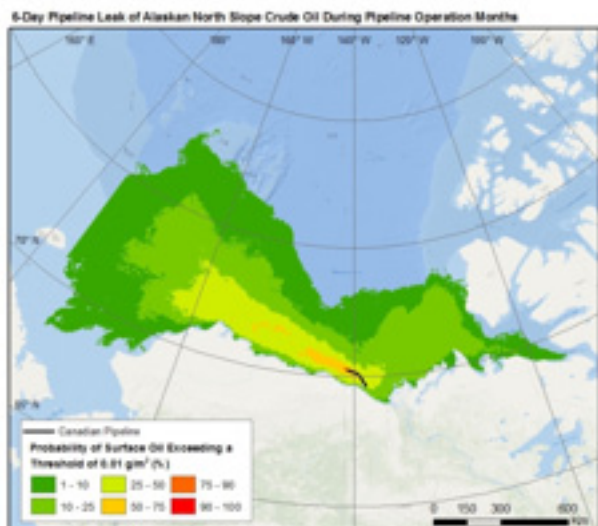 6-Day Pipeline Leak of Alaskan North Slope Crude Oil During Pipeline Operation Months
160° E 180° 160° W 140° W 120° W 100° W
70° N
Canadian Pipeline
Probability of Surface Oil Exceeding a
Threshold of 0.01 g/m² (%)
1 - 10 25 - 50 75 - 90
10 - 25 50 - 75 90 - 100
0 150 300 600